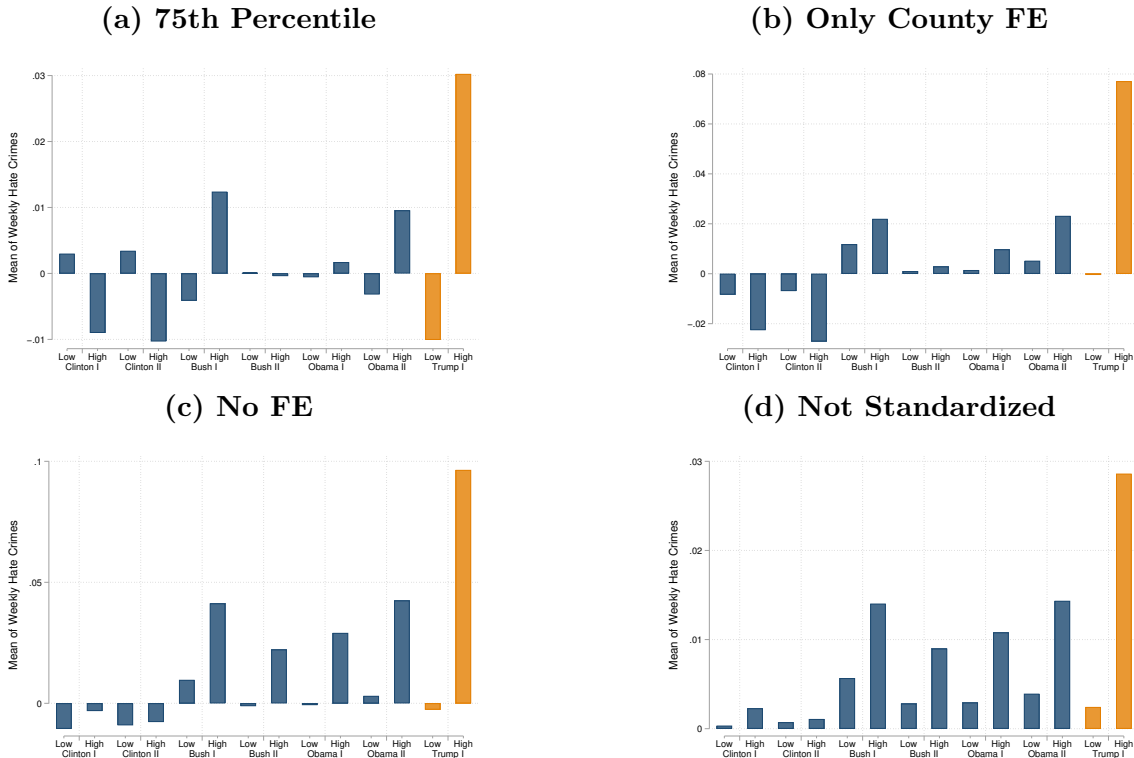 (a) 75th Percentile
Mean of Weekly Hate Crimes
.03
.02
.01
0
-.01
Low High Low High Low High Low High Low High Low High Low High
Clinton I Clinton II Bush I Bush II Obama I Obama II Trump I
(b) Only County FE
Mean of Weekly Hate Crimes
.08
.06
.04
.02
0
-.02
Low High Low High Low High Low High Low High Low High Low High
Clinton I Clinton II Bush I Bush II Obama I Obama II Trump I
(c) No FE
Mean of Weekly Hate Crimes
.1
.05
0
Low High Low High Low High Low High Low High Low High Low High
Clinton I Clinton II Bush I Bush II Obama I Obama II Trump I
(d) Not Standardized
Mean of Weekly Hate Crimes
.03
.02
.01
0
Low High Low High Low High Low High Low High Low High Low High
Clinton I Clinton II Bush I Bush II Obama I Obama II Trump I